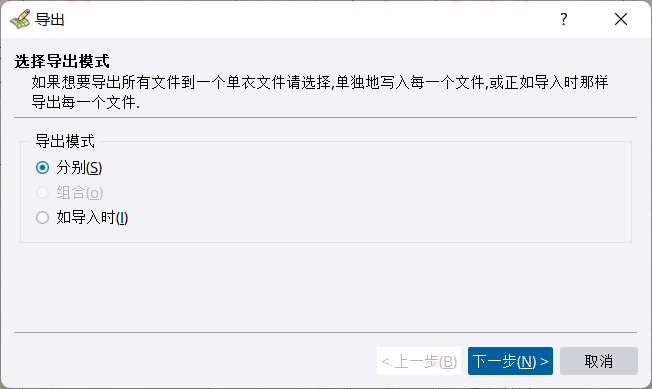 导出
?
选择导出模式
如果想要导出所有文件到一个单衣文件请选择,单独地写入每一个文件,或正如导入时那样
导出每一个文件.
导出模式
分别(S)
组合(o)
如导入时(I)
< 上一步(B)
下一步(N) >
取消